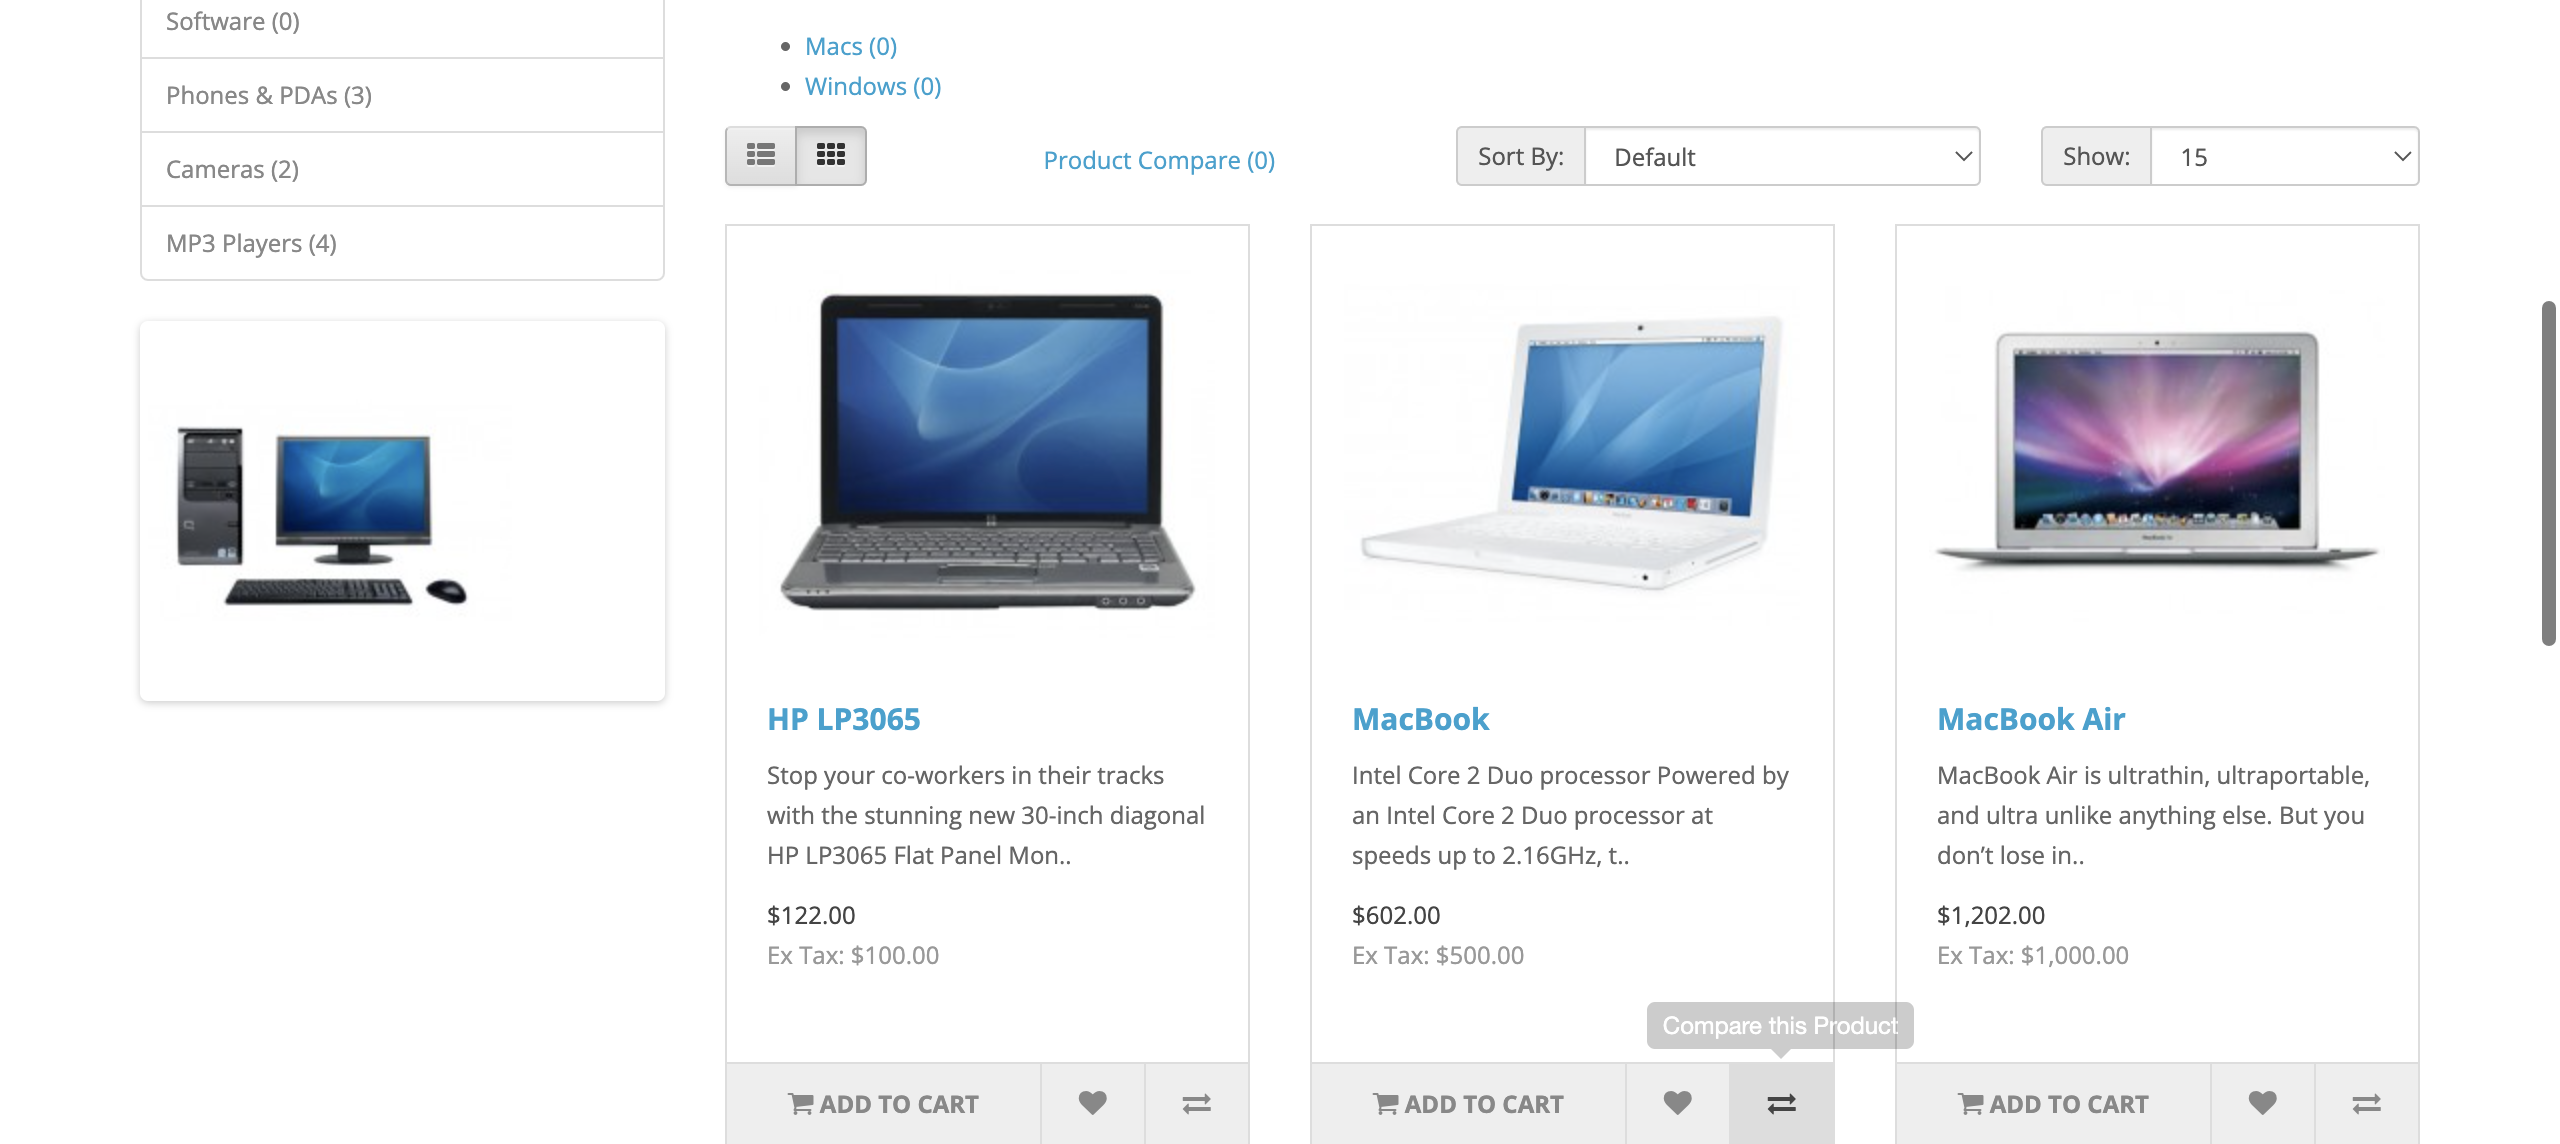 Software (0)
Phones & PDAs (3)
Cameras (2)
MP3 Players (4)
Macs (0)
Windows (0)
Product Compare (0)
Sort By: Default
Show: 15
HP LP3065
Stop your co-workers in their tracks
with the stunning new 30-inch diagonal
HP LP3065 Flat Panel Mon..
$122.00
Ex Tax: $100.00
ADD TO CART
MacBook
Intel Core 2 Duo processor Powered by
an Intel Core 2 Duo processor at
speeds up to 2.16GHz, t..
$602.00
Ex Tax: $500.00
Compare this Product
ADD TO CART
MacBook Air
MacBook Air is ultrathin, ultraportable,
and ultra unlike anything else. But you
don’t lose in..
$1,202.00
Ex Tax: $1,000.00
ADD TO CART